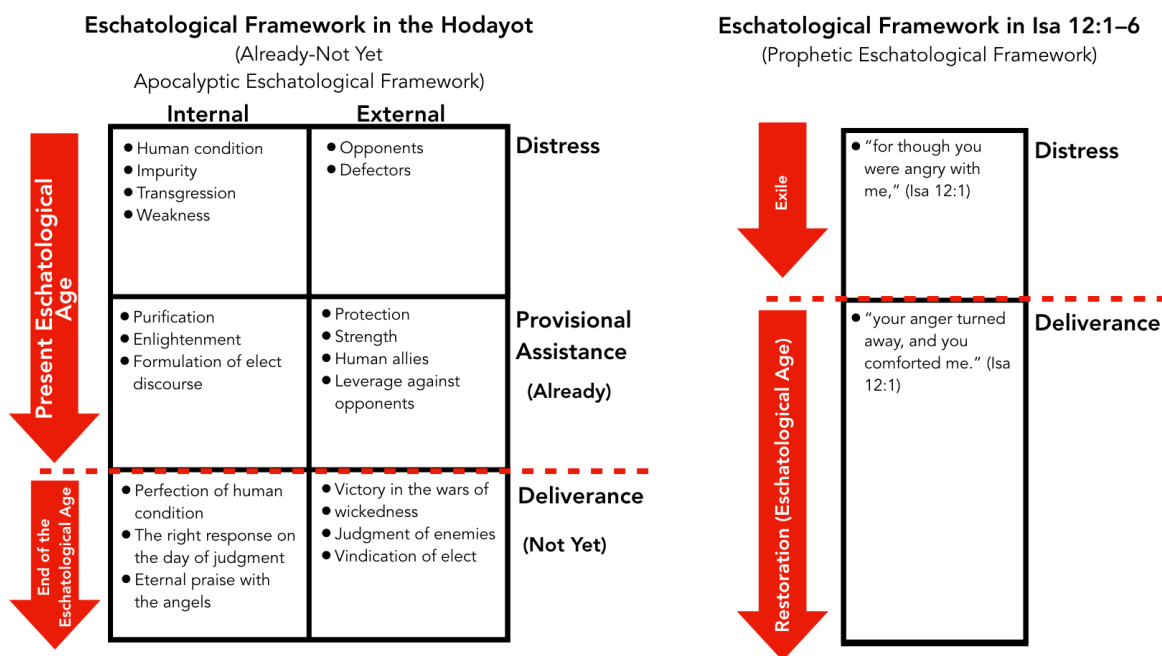 Eschatological Framework in the Hodayot
(Already-Not Yet
Apocalyptic Eschatological Framework)
Internal
External
Present Eschatological
Age
● Human condition
● Impurity
● Transgression
● Weakness
● Opponents
● Defectors
Distress
● Purification
● Enlightenment
● Formulation of elect
discourse
● Protection
● Strength
● Human allies
● Leverage against
opponents
Provisional
Assistance
(Already)
End of the
Eschatological Age
● Perfection of human
condition
● The right response on
the day of judgment
● Eternal praise with
the angels
● Victory in the wars of
● wickedness
● Judgment of enemies
● Vindication of elect
Deliverance
(Not Yet)
Eschatological Framework in Isa 12:1–6
(Prophetic Eschatological Framework)
Exile
● “for though you
were angry with
me,” (Isa 12:1)
Distress
Restoration (Eschatological Age)
● “your anger turned
away, and you
comforted me.” (Isa
12:1)
Deliverance